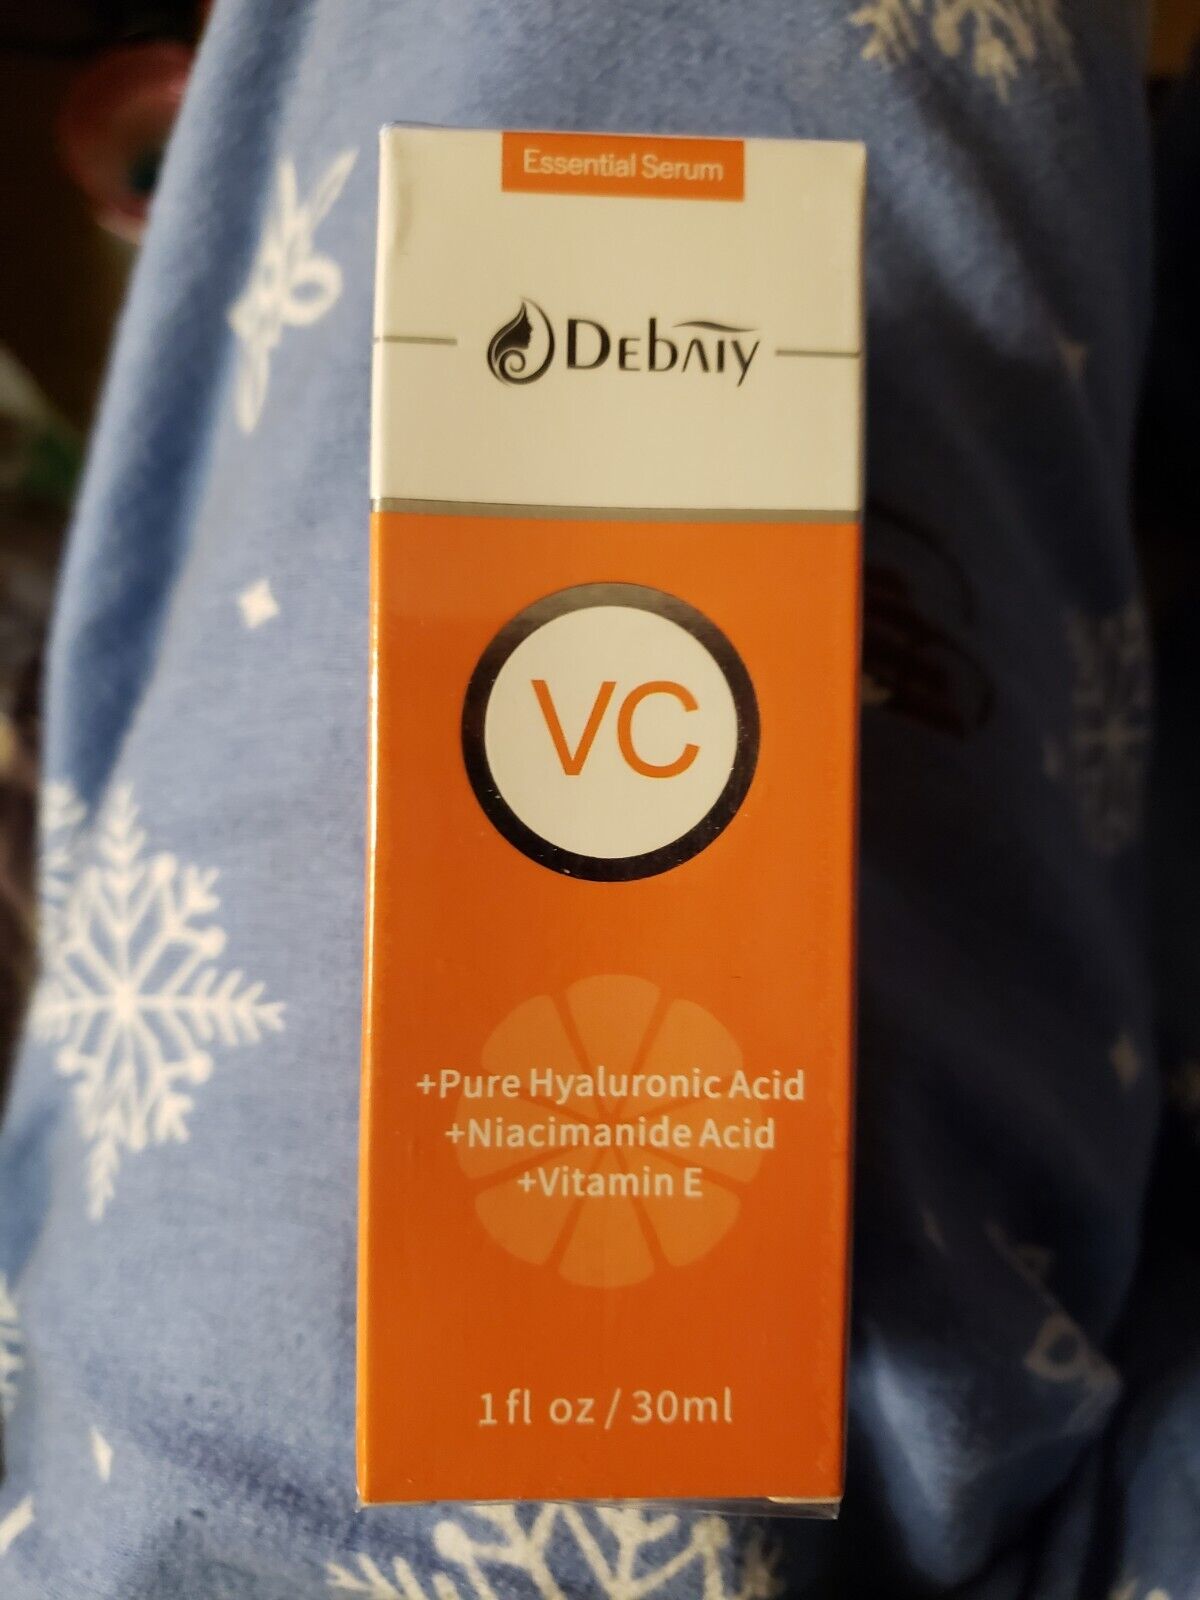 Essential Serum
Debaiy
VC
+Pure Hyaluronic Acid
+Niacimanide Acid
+Vitamin E
1 fl oz / 30ml